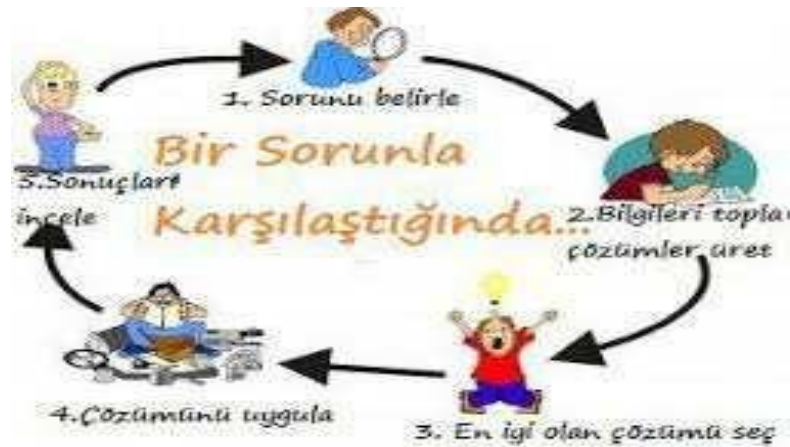 Bir Sorunla
Karşılaştığında...
1. Sorunu belirle
2.Bilgileri topla
çözümler üret
3. En iyi olan çözümü seç
4.Çözümünü uygula
5.Sonuçları
incele